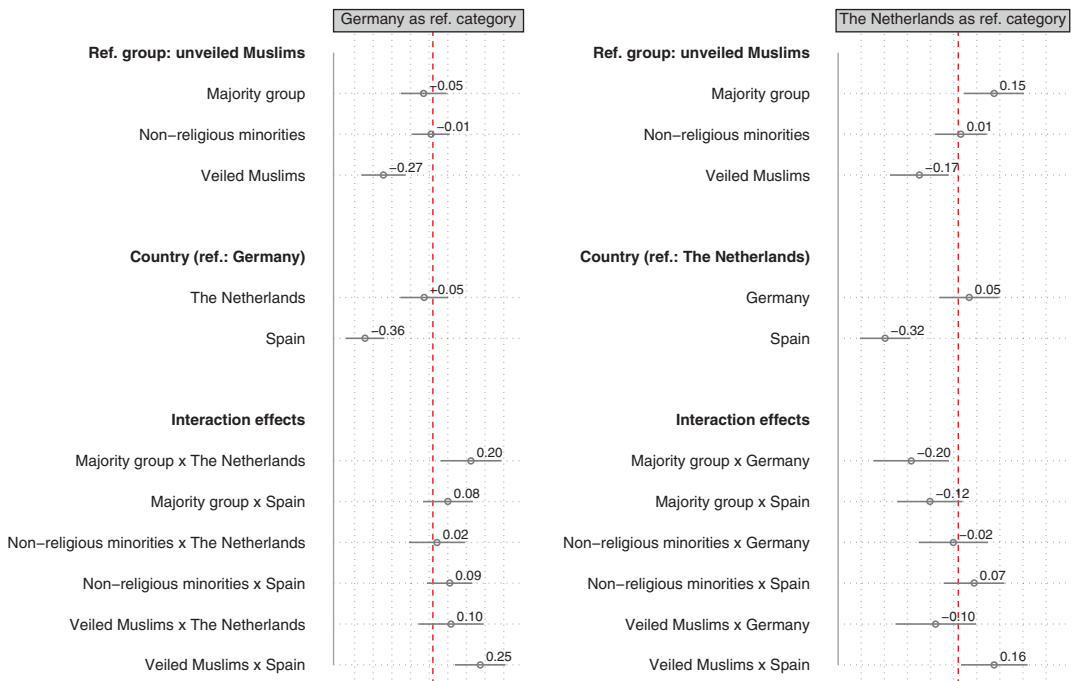 Germany as ref. category
Ref. group: unveiled Muslims
Majority group
−0.05
Non−religious minorities
−0.01
Veiled Muslims
−0.27
Country (ref.: Germany)
The Netherlands
−0.05
Spain
−0.36
Interaction effects
Majority group x The Netherlands
0.20
Majority group x Spain
0.08
Non−religious minorities x The Netherlands
0.02
Non−religious minorities x Spain
0.09
Veiled Muslims x The Netherlands
0.10
Veiled Muslims x Spain
0.25
The Netherlands as ref. category
Ref. group: unveiled Muslims
Majority group
0.15
Non−religious minorities
0.01
Veiled Muslims
−0.17
Country (ref.: The Netherlands)
Germany
0.05
Spain
−0.32
Interaction effects
Majority group x Germany
−0.20
Majority group x Spain
−0.12
Non−religious minorities x Germany
−0.02
Non−religious minorities x Spain
0.07
Veiled Muslims x Germany
−0.10
Veiled Muslims x Spain
0.16